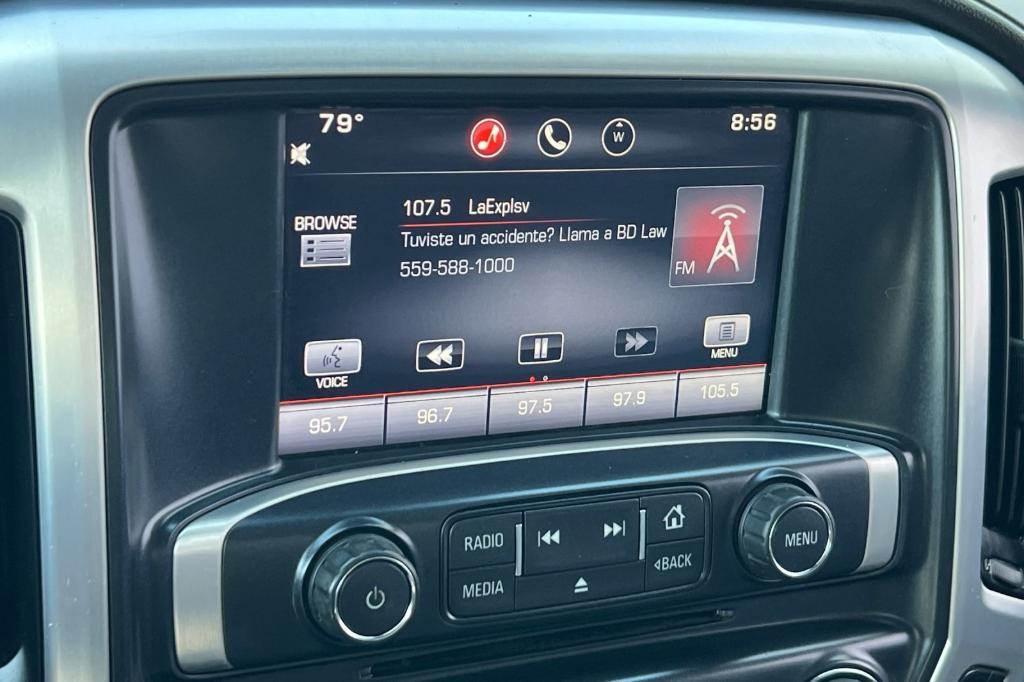 79° 8:56
W
BROWSE
107.5 LaExplsv
Tuviste un accidente? Llama a BD Law
559-588-1000
FM
VOICE
MENU
95.7 96.7 97.5 97.9 105.5
RADIO
MEDIA
BACK
MENU